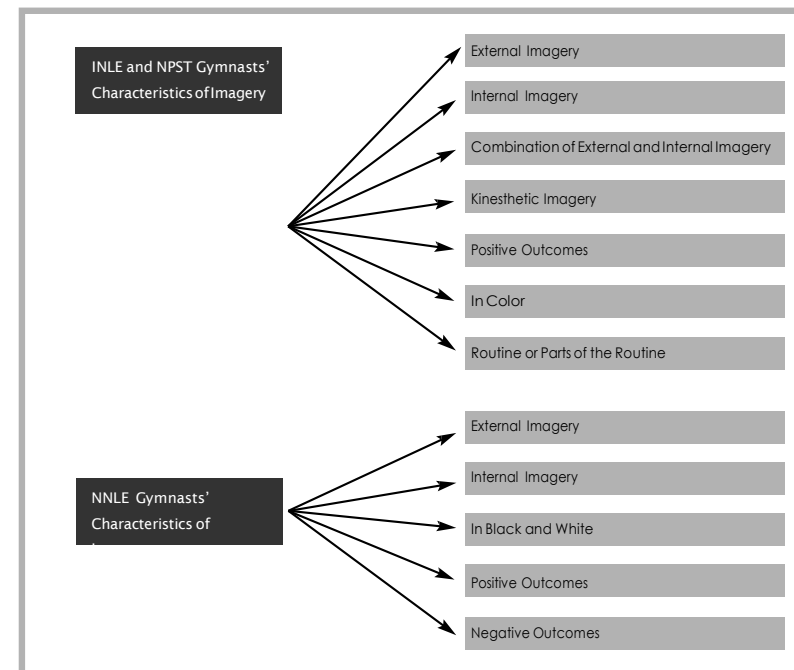 INLE and NPST Gymnasts'
Characteristics of Imagery
External Imagery
Internal Imagery
Combination of External and Internal Imagery
Kinesthetic Imagery
Positive Outcomes
In Color
Routine or Parts of the Routine
NNLE Gymnasts'
Characteristics of
External Imagery
Internal Imagery
In Black and White
Positive Outcomes
Negative Outcomes